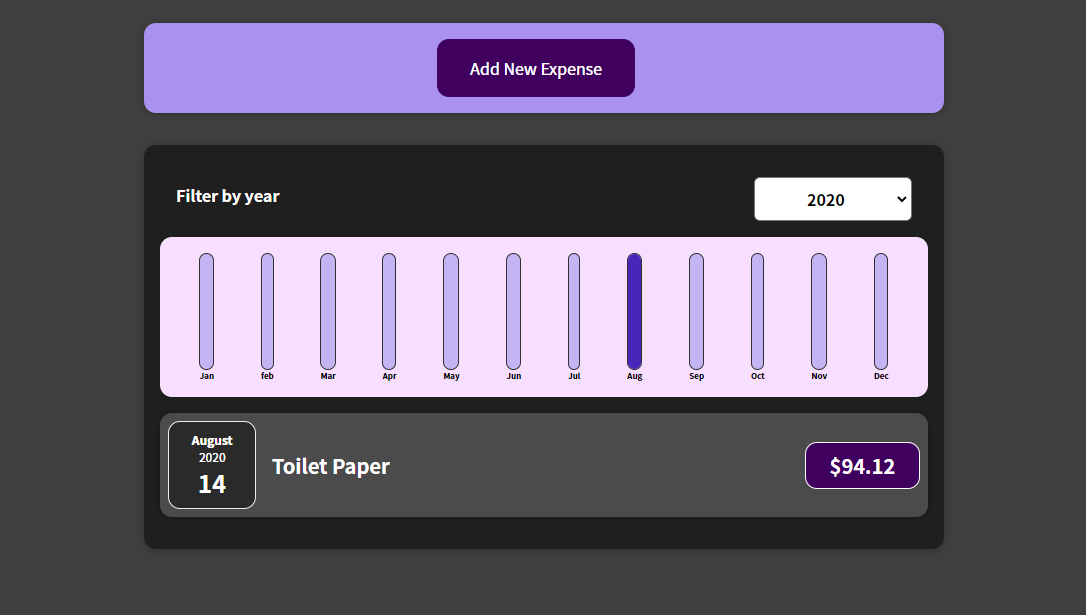 Add New Expense
Filter by year
2020
Jan feb Mar Apr May Jun Jul Aug Sep Oct Nov Dec
August
2020
14
Toilet Paper
$94.12